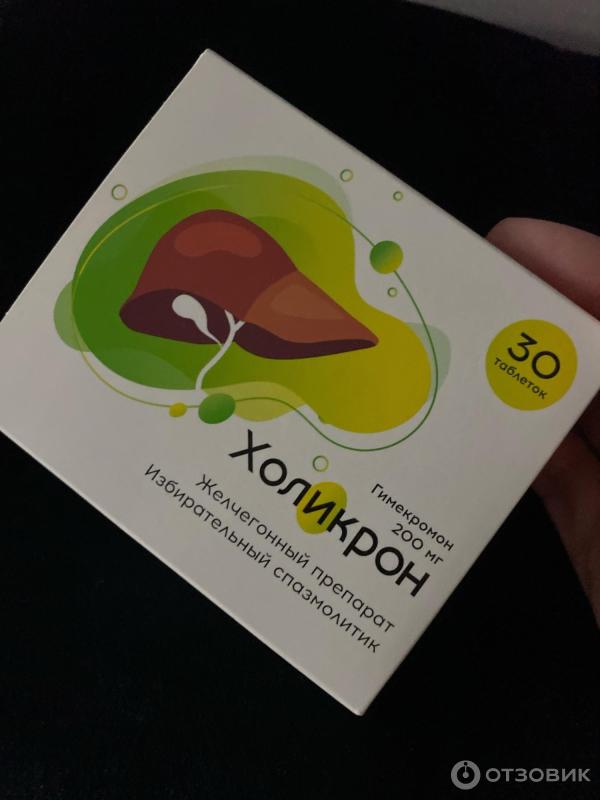 30
таблеток
Гимекромон
200 мг
Холикрон
Желчегонный препарат
Избирательный спазмолитик
ОТЗОВИК